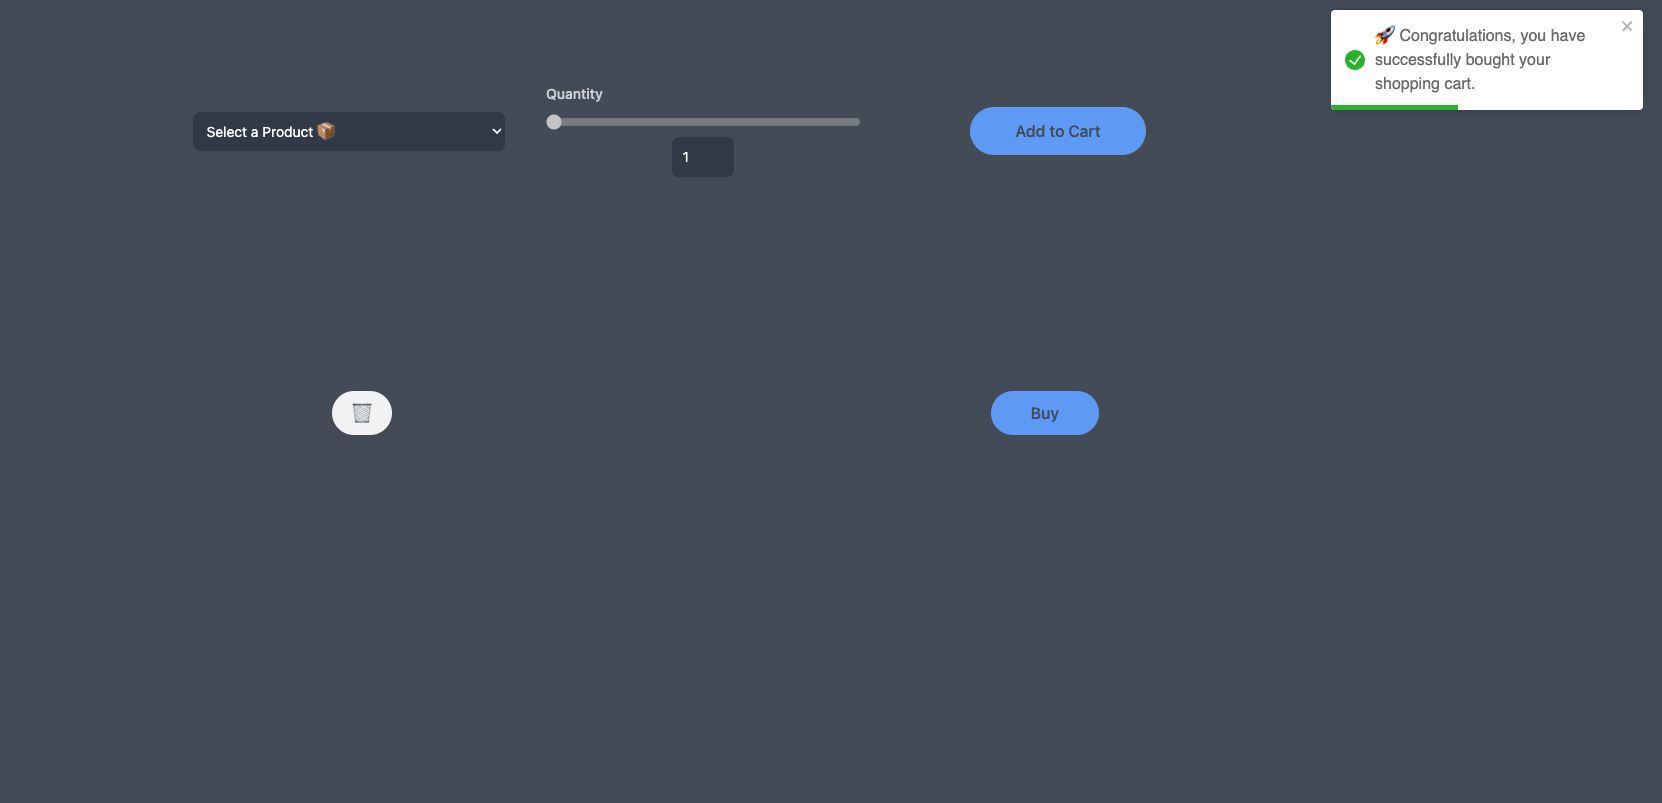 🚀 Congratulations, you have
successfully bought your
shopping cart.
Quantity
Select a Product 📦
Add to Cart
1
🗑️
Buy